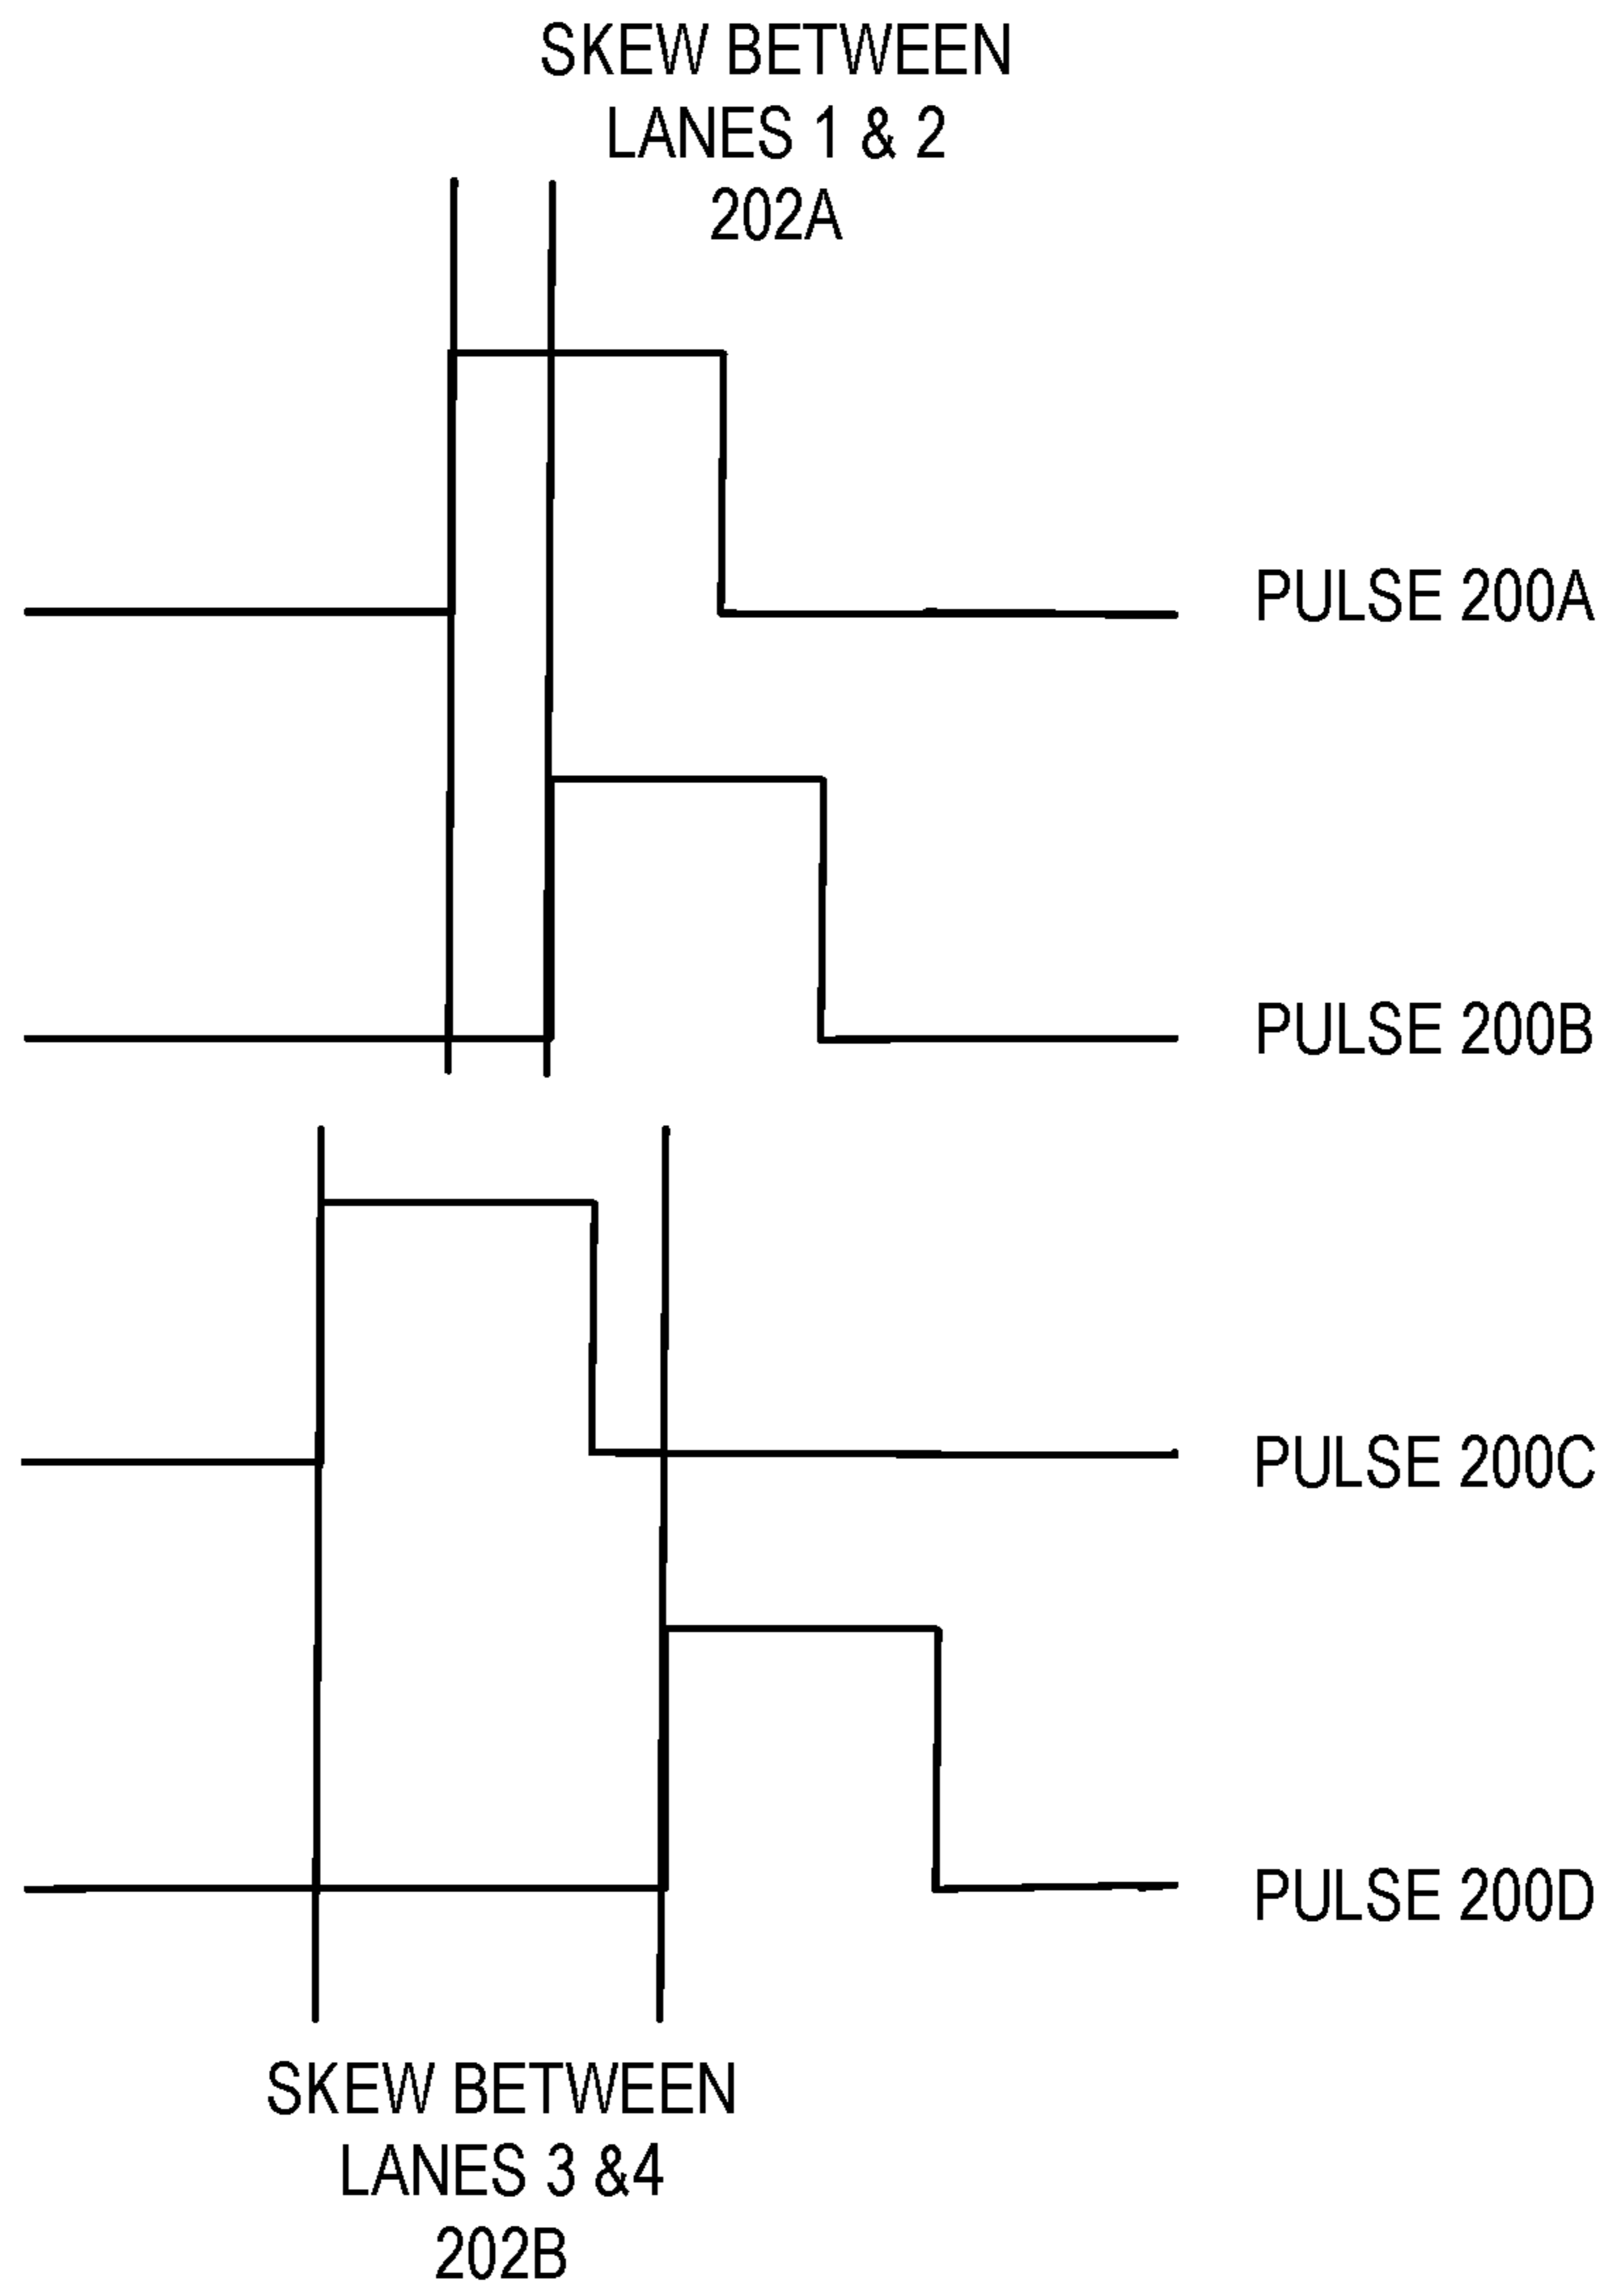 SKEW BETWEEN
LANES 1 & 2
202A
PULSE 200A
PULSE 200B
PULSE 200C
PULSE 200D
SKEW BETWEEN
LANES 3 &4
202B